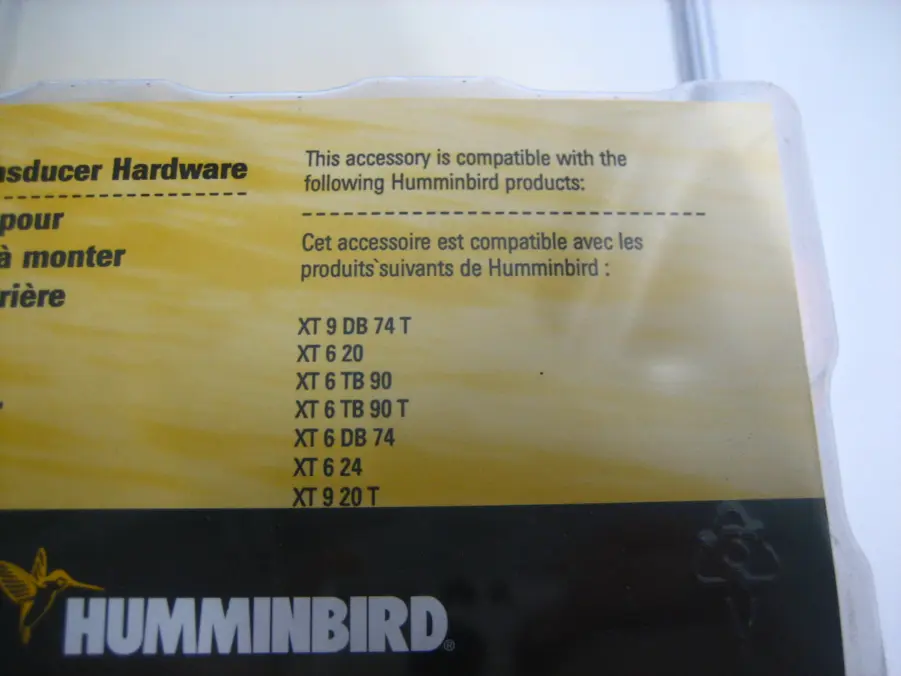 nsducer Hardware
pour
à monter
rière
This accessory is compatible with the
following Humminbird products:
Cet accessoire est compatible avec les
produits suivants de Humminbird :
XT 9 DB 74 T
XT 6 20
XT 6 TB 90
XT 6 TB 90 T
XT 6 DB 74
XT 6 24
XT 9 20 T
HUMMINBIRD®